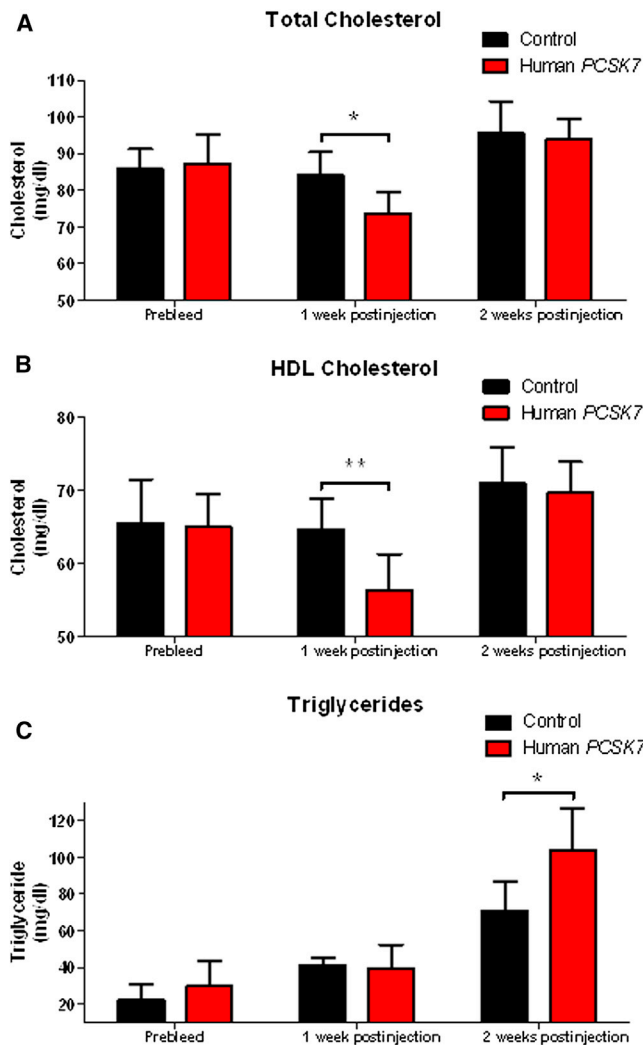 A
Total Cholesterol
Control
Human PCSK7
110
100
90
80
70
60
50
Cholesterol
(mg/dl)
*
Prebleed
1 week postinjection
2 weeks postinjection
B
HDL Cholesterol
Control
Human PCSK7
80
70
60
50
Cholesterol
(mg/dl)
**
Prebleed
1 week postinjection
2 weeks postinjection
C
Triglycerides
Control
Human PCSK7
120
100
80
60
40
20
Triglyceride
(mg/dl)
*
Prebleed
1 week postinjection
2 weeks postinjection